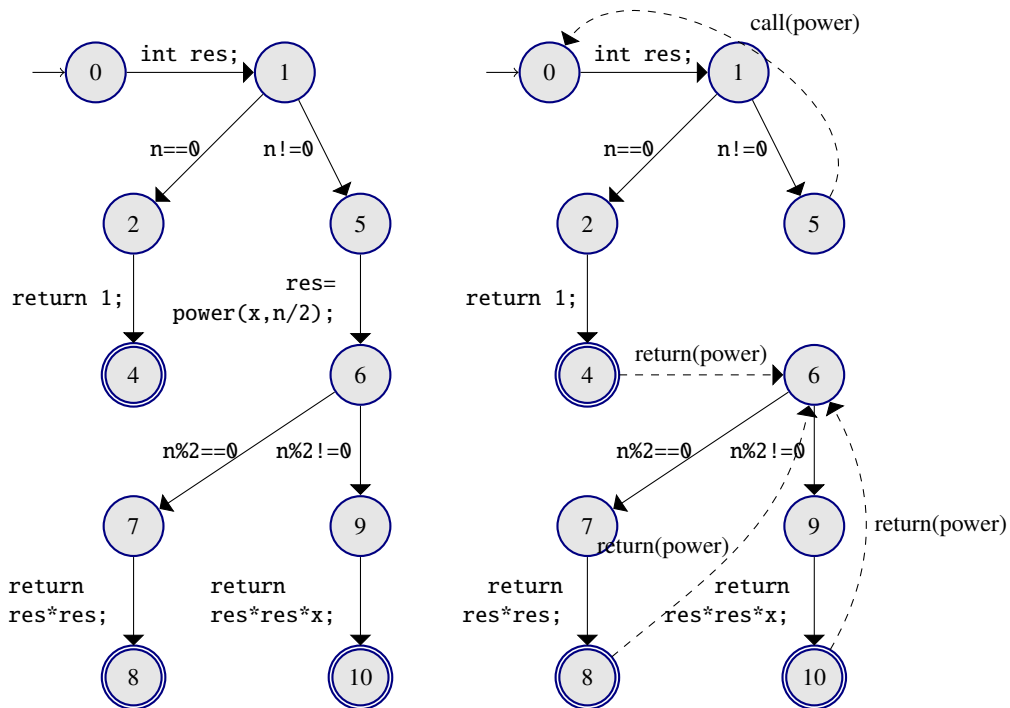 call(power)
0 int res; 1
0 int res; 1
n==0 n!=0
n==0 n!=0
2 5
2 5
return 1;
res=
power(x,n/2);
return 1;
4 6
4 return(power) 6
n%2==0 n%2!=0
n%2==0 n%2!=0
7 9
7 9
return(power)
return(power)
return
res*res;
return
res*res*x;
return
res*res;
return
res*res*x;
8 10
8 10